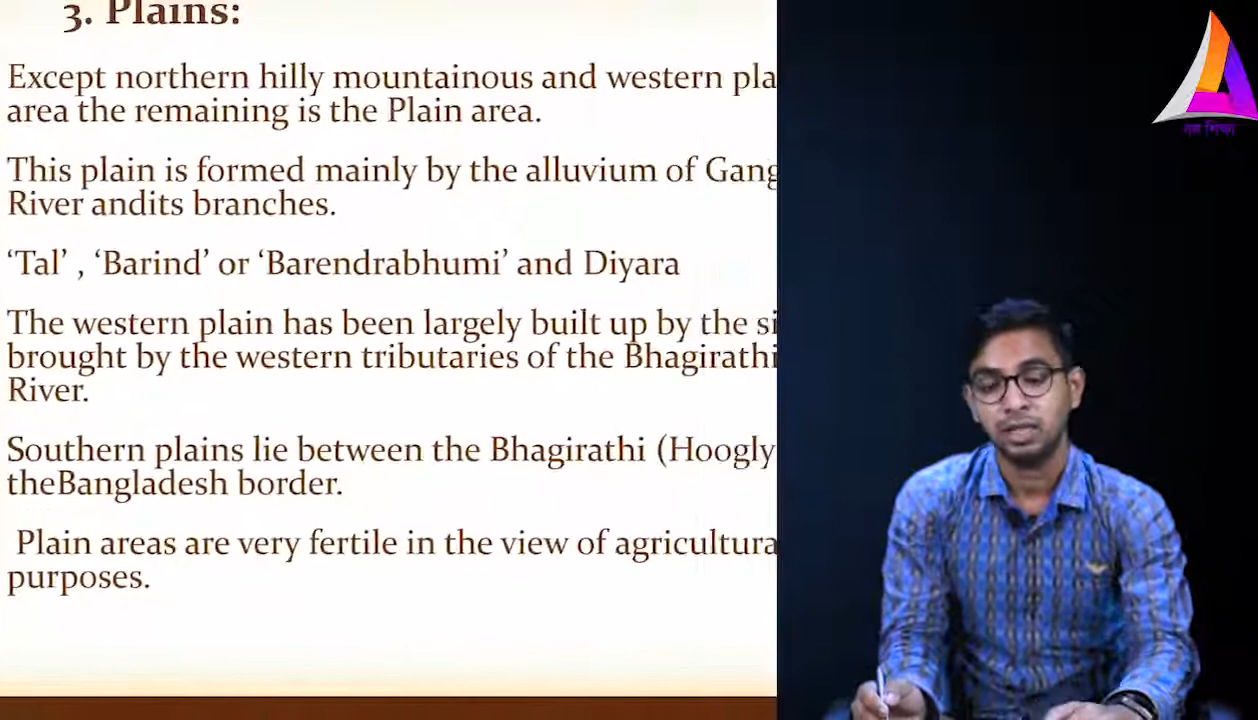 3. Plains:
Except northern hilly mountainous and western pla
area the remaining is the Plain area.
This plain is formed mainly by the alluvium of Gang
River andits branches.
‘Tal’ , ‘Barind’ or ‘Barendrabhumi’ and Diyara
The western plain has been largely built up by the si
brought by the western tributaries of the Bhagirathi
River.
Southern plains lie between the Bhagirathi (Hoogly
theBangladesh border.
Plain areas are very fertile in the view of agricultura
purposes.
শিক্ষা